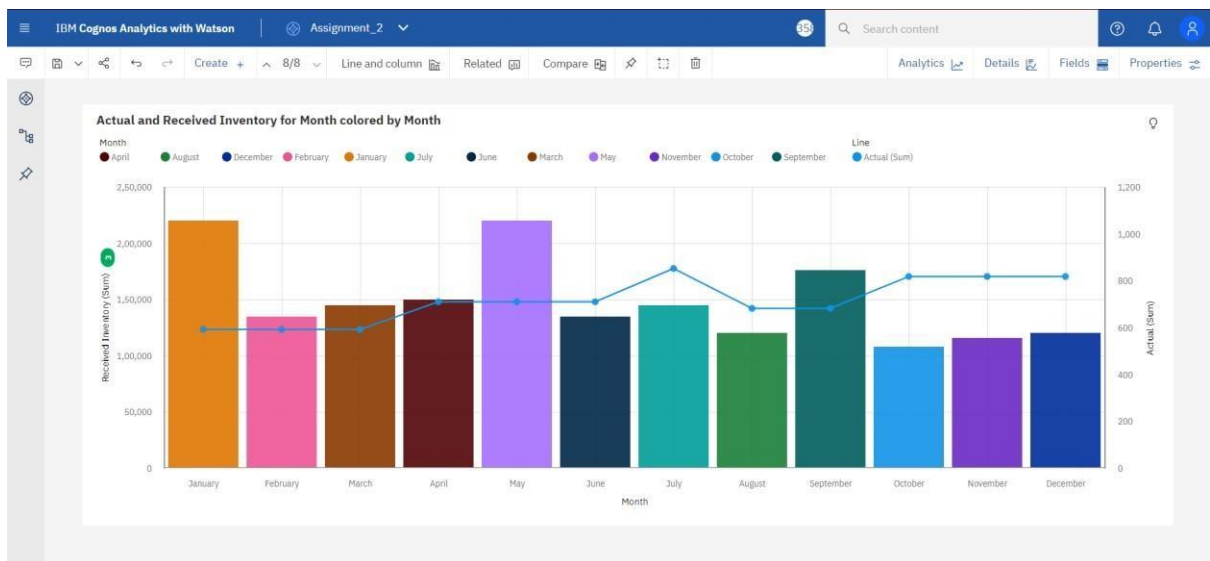 IBM Cognos Analytics with Watson Assignment_2 358 Search content
Create + 8/8 Line and column Related Compare Analytics Details Fields Properties
Actual and Received Inventory for Month colored by Month
Month Line
April August December February January July June March May November October September Actual (Sum)
2,50,000 1,200
2,00,000 1,000
1,50,000 800
1,00,000 600
50,000 400
0 200
0
Received Inventory (Sum) 3
Actual (Sum)
January February March April May June July August September October November December
Month